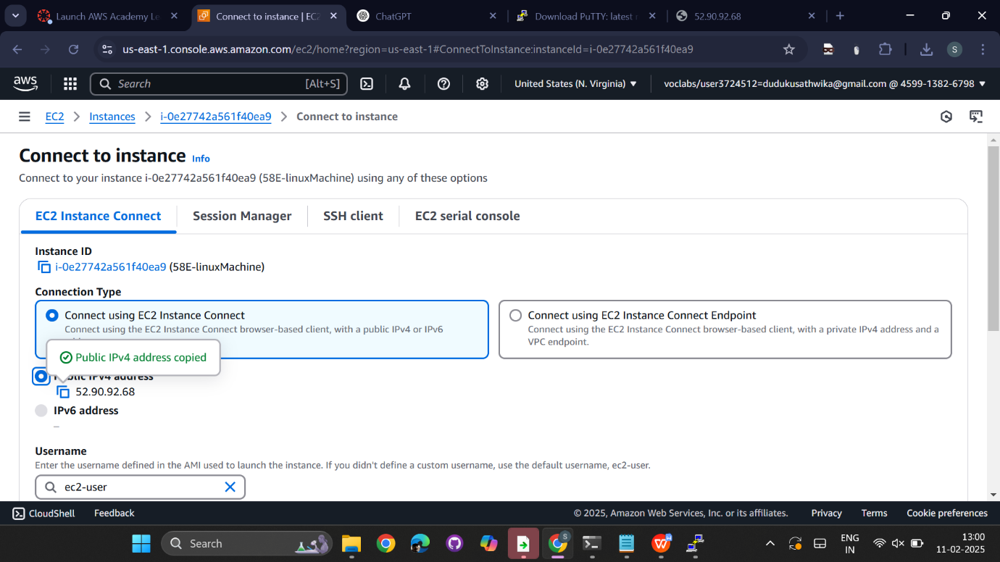 Launch AWS Academy Le
Connect to instance | EC2
ChatGPT
Download PuTTY: latest r
52.90.92.68
us-east-1.console.aws.amazon.com/ec2/home?region=us-east-1#ConnectToInstance:instanceId=i-0e27742a561f40ea9
S
aws
Search
[Alt+S]
United States (N. Virginia)
voclabs/user3724512=dudukusathwika@gmail.com @ 4599-1382-6798
EC2
Instances
i-0e27742a561f40ea9
Connect to instance
Connect to instance Info
Connect to your instance i-0e27742a561f40ea9 (58E-linuxMachine) using any of these options
EC2 Instance Connect
Session Manager
SSH client
EC2 serial console
Instance ID
i-0e27742a561f40ea9 (58E-linuxMachine)
Connection Type
Connect using EC2 Instance Connect
Connect using the EC2 Instance Connect browser-based client, with a public IPv4 or IPv6
Connect using EC2 Instance Connect Endpoint
Connect using the EC2 Instance Connect browser-based client, with a private IPv4 address and a
VPC endpoint.
Public IPv4 address copied
Public IPv4 address
52.90.92.68
IPv6 address
–
Username
Enter the username defined in the AMI used to launch the instance. If you didn't define a custom username, use the default username, ec2-user.
ec2-user
CloudShell
Feedback
© 2025, Amazon Web Services, Inc. or its affiliates.
Privacy
Terms
Cookie preferences
Search
S
W
ENG
IN
13:00
11-02-2025